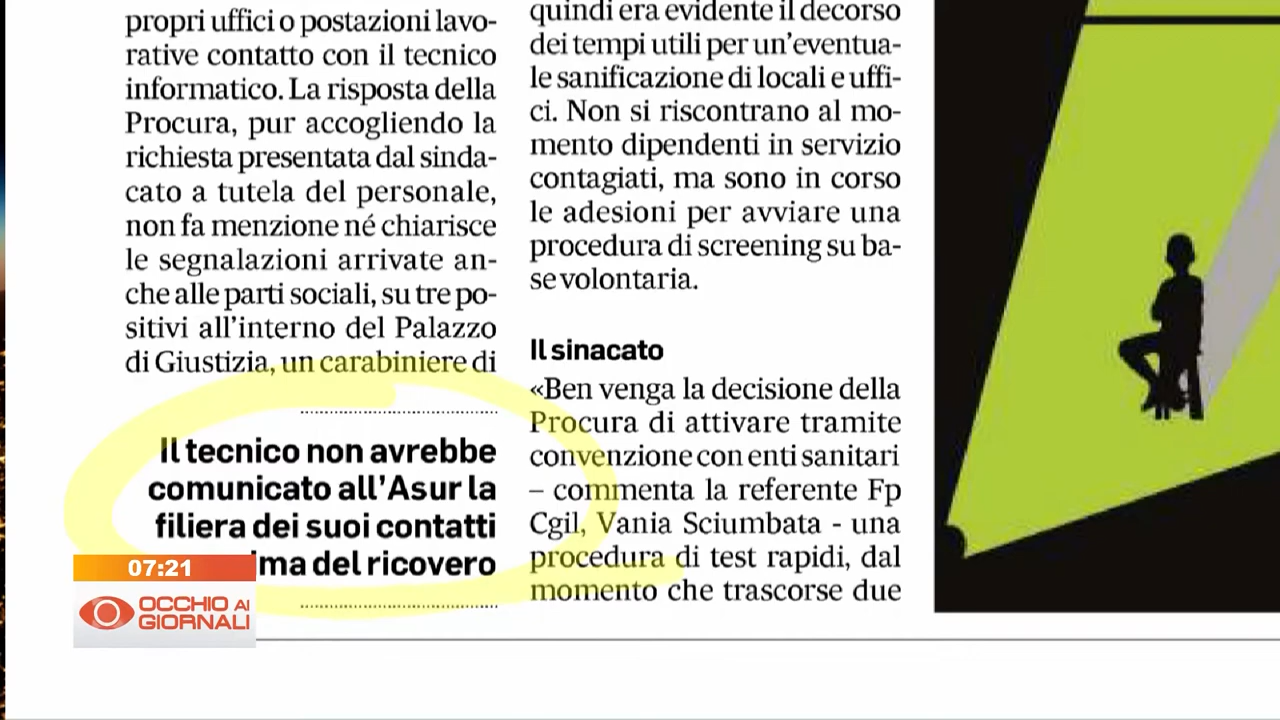 propri uffici o postazioni lavo-
rative contatto con il tecnico
informatico. La risposta della
Procura, pur accogliendo la
richiesta presentata dal sinda-
cato a tutela del personale,
non fa menzione né chiarisce
le segnalazioni arrivate an-
che alle parti sociali, su tre po-
sitivi all'interno del Palazzo
di Giustizia, un carabiniere di
Il tecnico non avrebbe
comunicato all'Asur la
filiera dei suoi contatti
ima del ricovero
quindi era evidente il decorso
dei tempi utili per un'eventua-
le sanificazione di locali e uffi-
ci. Non si riscontrano al mo-
mento dipendenti in servizio
contagiati, ma sono in corso
le adesioni per avviare una
procedura di screening su ba-
se volontaria.
Il sinacato
«Ben venga la decisione della
Procura di attivare tramite
convenzione con enti sanitari
– commenta la referente Fp
Cgil, Vania Sciumbata - una
procedura di test rapidi, dal
momento che trascorse due
07:21
OCCHIO AI
GIORNALI